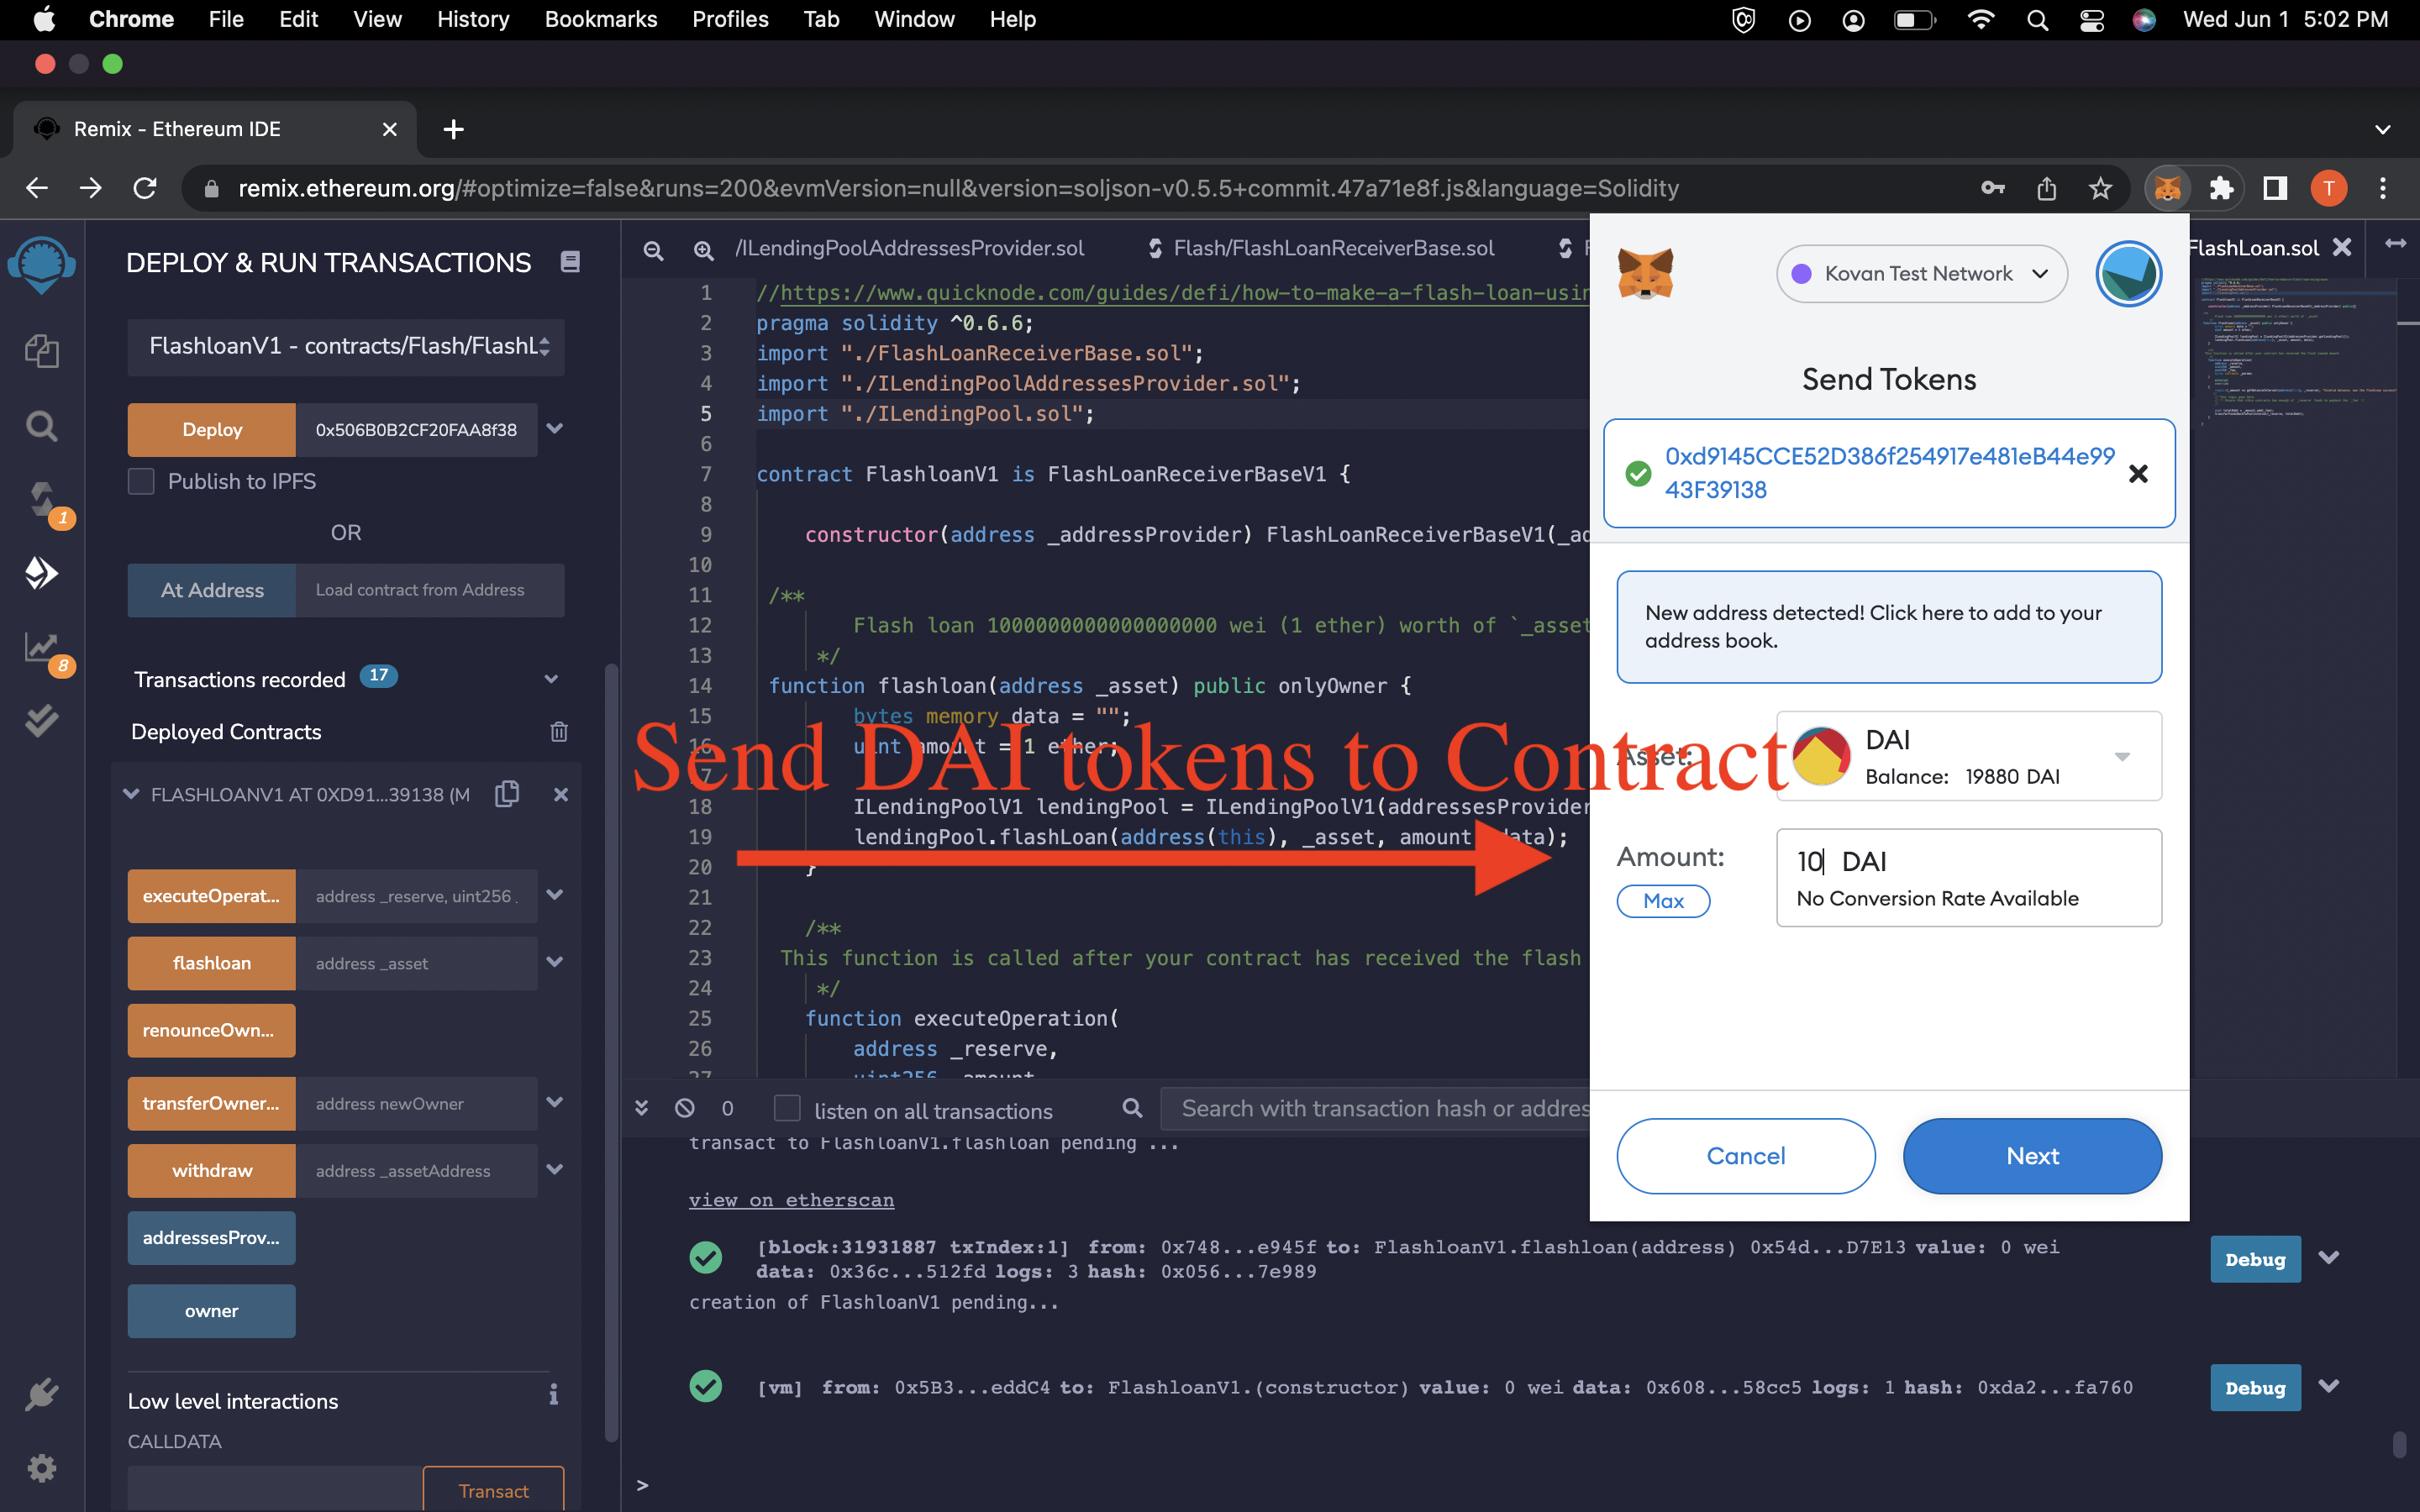 Chrome File Edit View History Bookmarks Profiles Tab Window Help Wed Jun 1 5:02 PM
Remix - Ethereum IDE
remix.ethereum.org/#optimize=false&runs=200&evmVersion=null&version=soljson-v0.5.5+commit.47a71e8f.js&language=Solidity
T
DEPLOY & RUN TRANSACTIONS
FlashloanV1 - contracts/Flash/FlashL
Deploy 0x506B0B2CF20FAA8f38
Publish to IPFS
OR
At Address Load contract from Address
Transactions recorded 17
Deployed Contracts
FLASHLOANV1 AT 0XD91...39138 (M
executeOperat... address _reserve, uint256
flashloan address _asset
renounceOwn...
transferOwner... address newOwner
withdraw address _assetAddress
addressesProv...
owner
Low level interactions
CALLDATA
Transact
1
8
/ILendingPoolAddressesProvider.sol Flash/FlashLoanReceiverBase.sol FlashLoan.sol
1 //https://www.quicknode.com/guides/defi/how-to-make-a-flash-loan-usin
2 pragma solidity ^0.6.6;
3 import "./FlashLoanReceiverBase.sol";
4 import "./ILendingPoolAddressesProvider.sol";
5 import "./ILendingPool.sol";
6
7 contract FlashloanV1 is FlashLoanReceiverBaseV1 {
8
9 constructor(address _addressProvider) FlashLoanReceiverBaseV1(_ad
10
11 /**
12 Flash loan 1000000000000000000 wei (1 ether) worth of `_asset
13 */
14 function flashloan(address _asset) public onlyOwner {
15 bytes memory data = "";
16 uint amount = 1 ether;
17
18 ILendingPoolV1 lendingPool = ILendingPoolV1(addressesProvider
19 lendingPool.flashLoan(address(this), _asset, amount, data);
20 }
21
22 /**
23 This function is called after your contract has received the flash
24 */
25 function executeOperation(
26 address _reserve,
27 uint256 _amount
Send DAI tokens to Contract
Kovan Test Network
Send Tokens
0xd9145CCE52D386f254917e481eB44e99
43F39138
New address detected! Click here to add to your
address book.
Asset: DAI
Balance: 19880 DAI
Amount: 10 DAI
Max No Conversion Rate Available
Cancel Next
0 listen on all transactions Search with transaction hash or addres
transact to FlashloanV1.flashloan pending ...
view on etherscan
[block:31931887 txIndex:1] from: 0x748...e945f to: FlashloanV1.flashloan(address) 0x54d...D7E13 value: 0 wei
data: 0x36c...512fd logs: 3 hash: 0x056...7e989
Debug
creation of FlashloanV1 pending...
[vm] from: 0x5B3...eddC4 to: FlashloanV1.(constructor) value: 0 wei data: 0x608...58cc5 logs: 1 hash: 0xda2...fa760
Debug
>